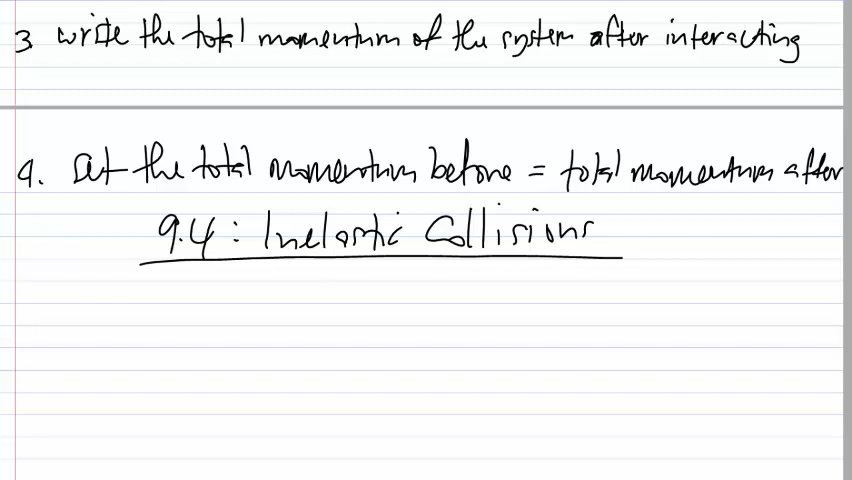 3 write the total momentum of the system after interacting
4. set the total momentum before = total momentum after
9.4 : Inelastic Collisions